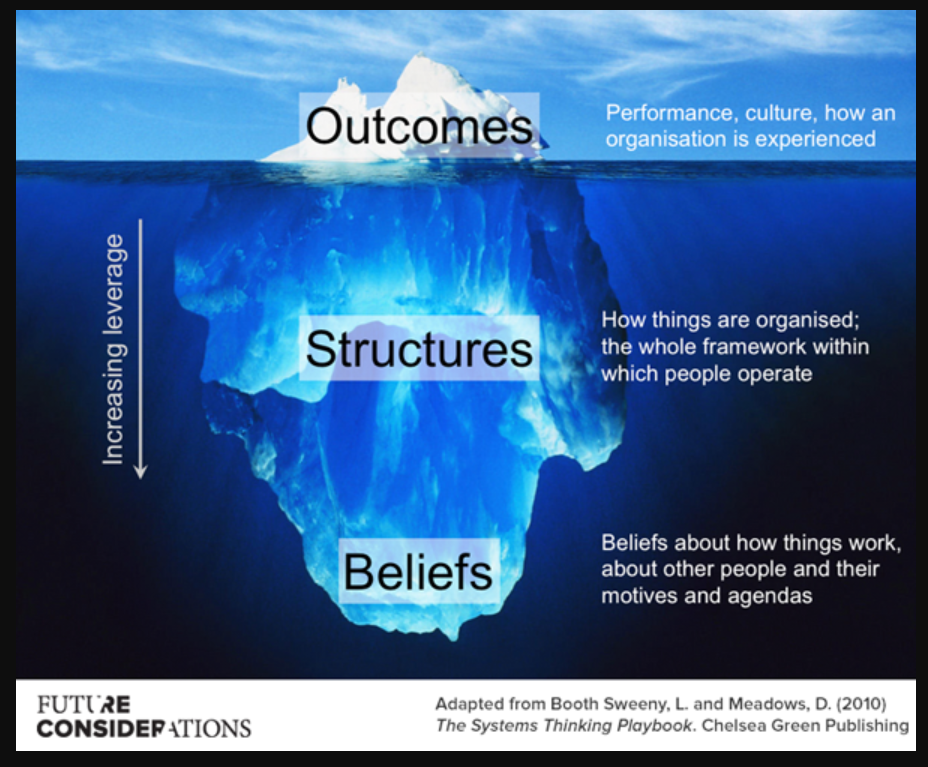 Outcomes
Performance, culture, how an
organisation is experienced
Increasing leverage
Structures
How things are organised;
the whole framework within
which people operate
Beliefs
Beliefs about how things work,
about other people and their
motives and agendas
FUTURE
CONSIDERATIONS
Adapted from Booth Sweeny, L. and Meadows, D. (2010)
The Systems Thinking Playbook. Chelsea Green Publishing